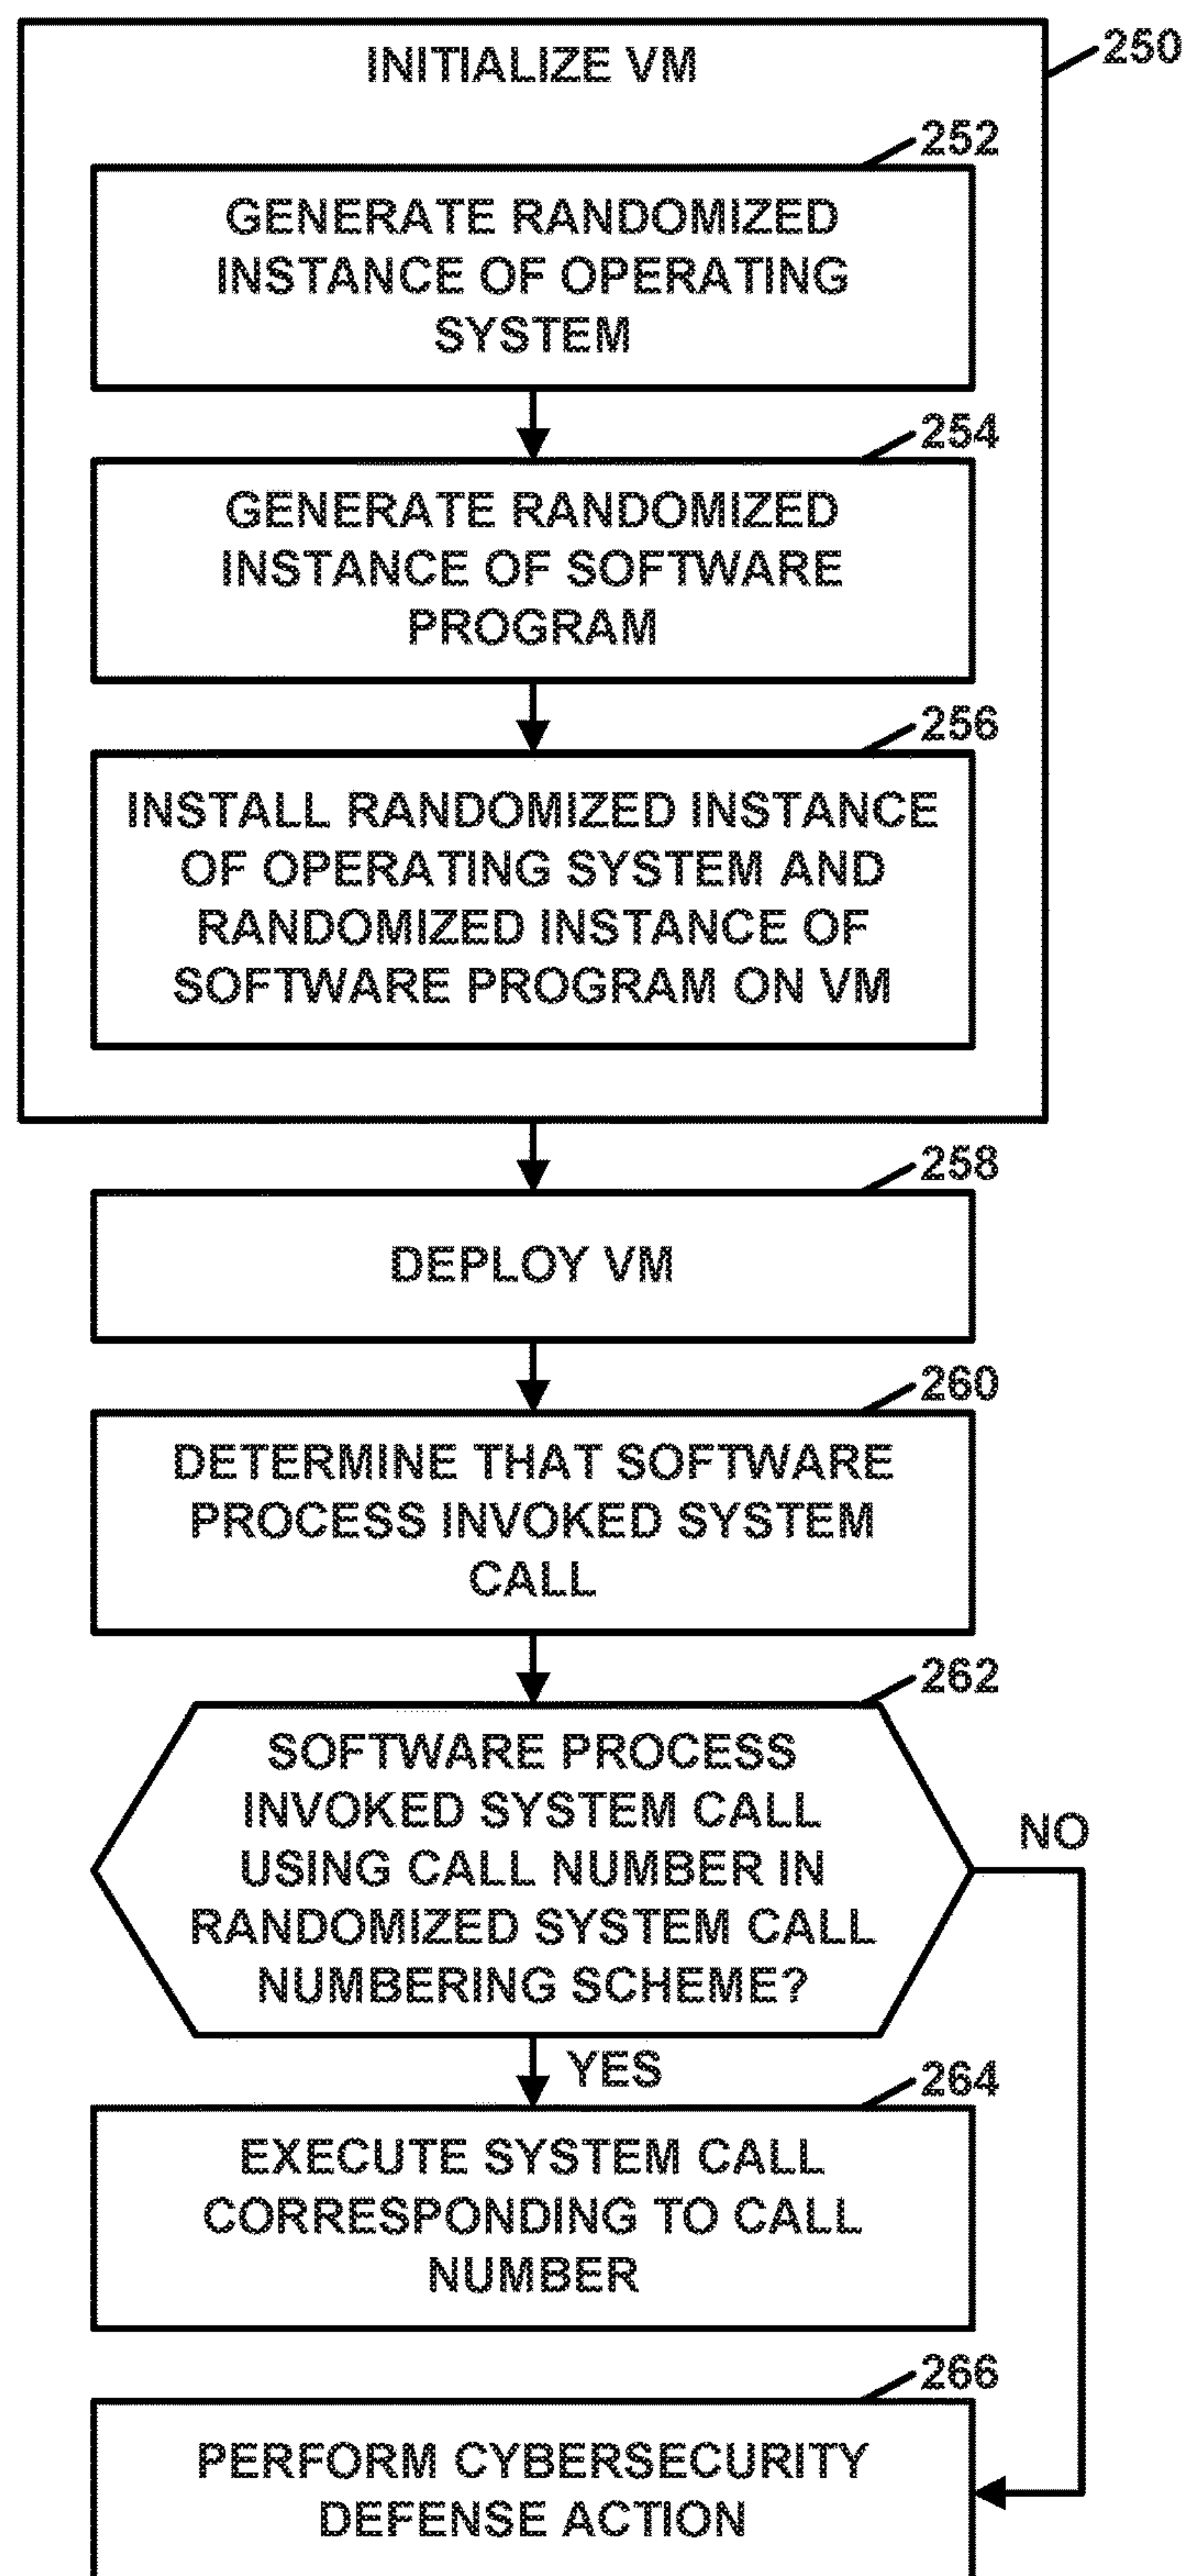 INITIALIZE VM
250
252
GENERATE RANDOMIZED
INSTANCE OF OPERATING
SYSTEM
254
GENERATE RANDOMIZED
INSTANCE OF SOFTWARE
PROGRAM
256
INSTALL RANDOMIZED INSTANCE
OF OPERATING SYSTEM AND
RANDOMIZED INSTANCE OF
SOFTWARE PROGRAM ON VM
258
DEPLOY VM
260
DETERMINE THAT SOFTWARE
PROCESS INVOKED SYSTEM
CALL
262
SOFTWARE PROCESS
INVOKED SYSTEM CALL
USING CALL NUMBER IN
RANDOMIZED SYSTEM CALL
NUMBERING SCHEME?
NO
YES
264
EXECUTE SYSTEM CALL
CORRESPONDING TO CALL
NUMBER
266
PERFORM CYBERSECURITY
DEFENSE ACTION